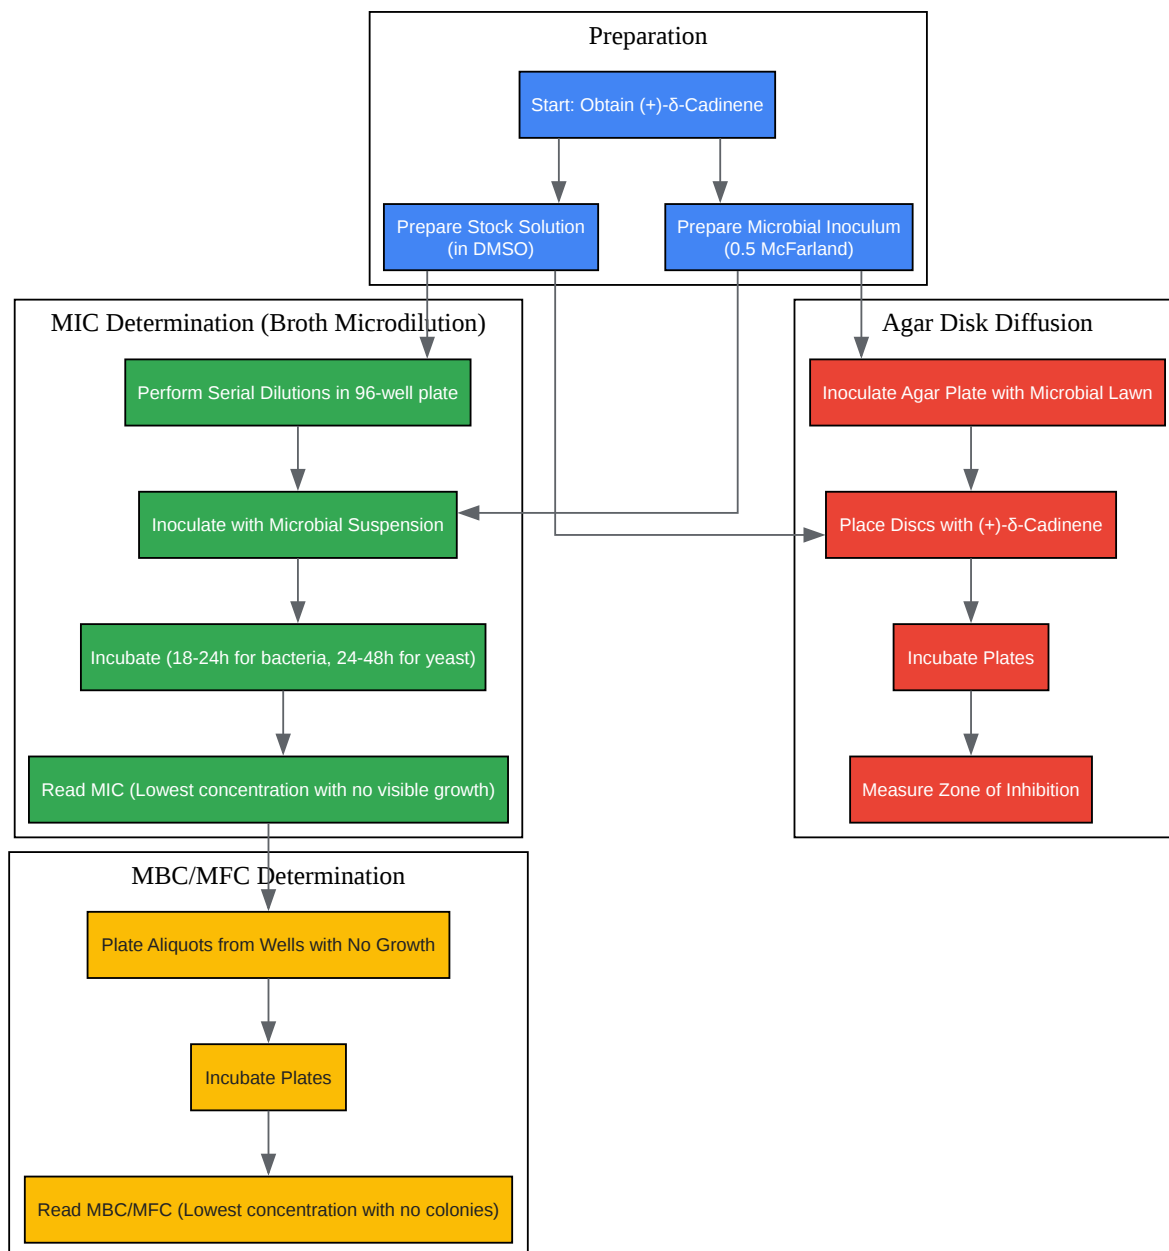 Preparation
Start: Obtain (+)-δ-Cadinene
Prepare Stock Solution
(in DMSO)
Prepare Microbial Inoculum
(0.5 McFarland)
MIC Determination (Broth Microdilution)
Perform Serial Dilutions in 96-well plate
Inoculate with Microbial Suspension
Incubate (18-24h for bacteria, 24-48h for yeast)
Read MIC (Lowest concentration with no visible growth)
Agar Disk Diffusion
Inoculate Agar Plate with Microbial Lawn
Place Discs with (+)-δ-Cadinene
Incubate Plates
Measure Zone of Inhibition
MBC/MFC Determination
Plate Aliquots from Wells with No Growth
Incubate Plates
Read MBC/MFC (Lowest concentration with no colonies)